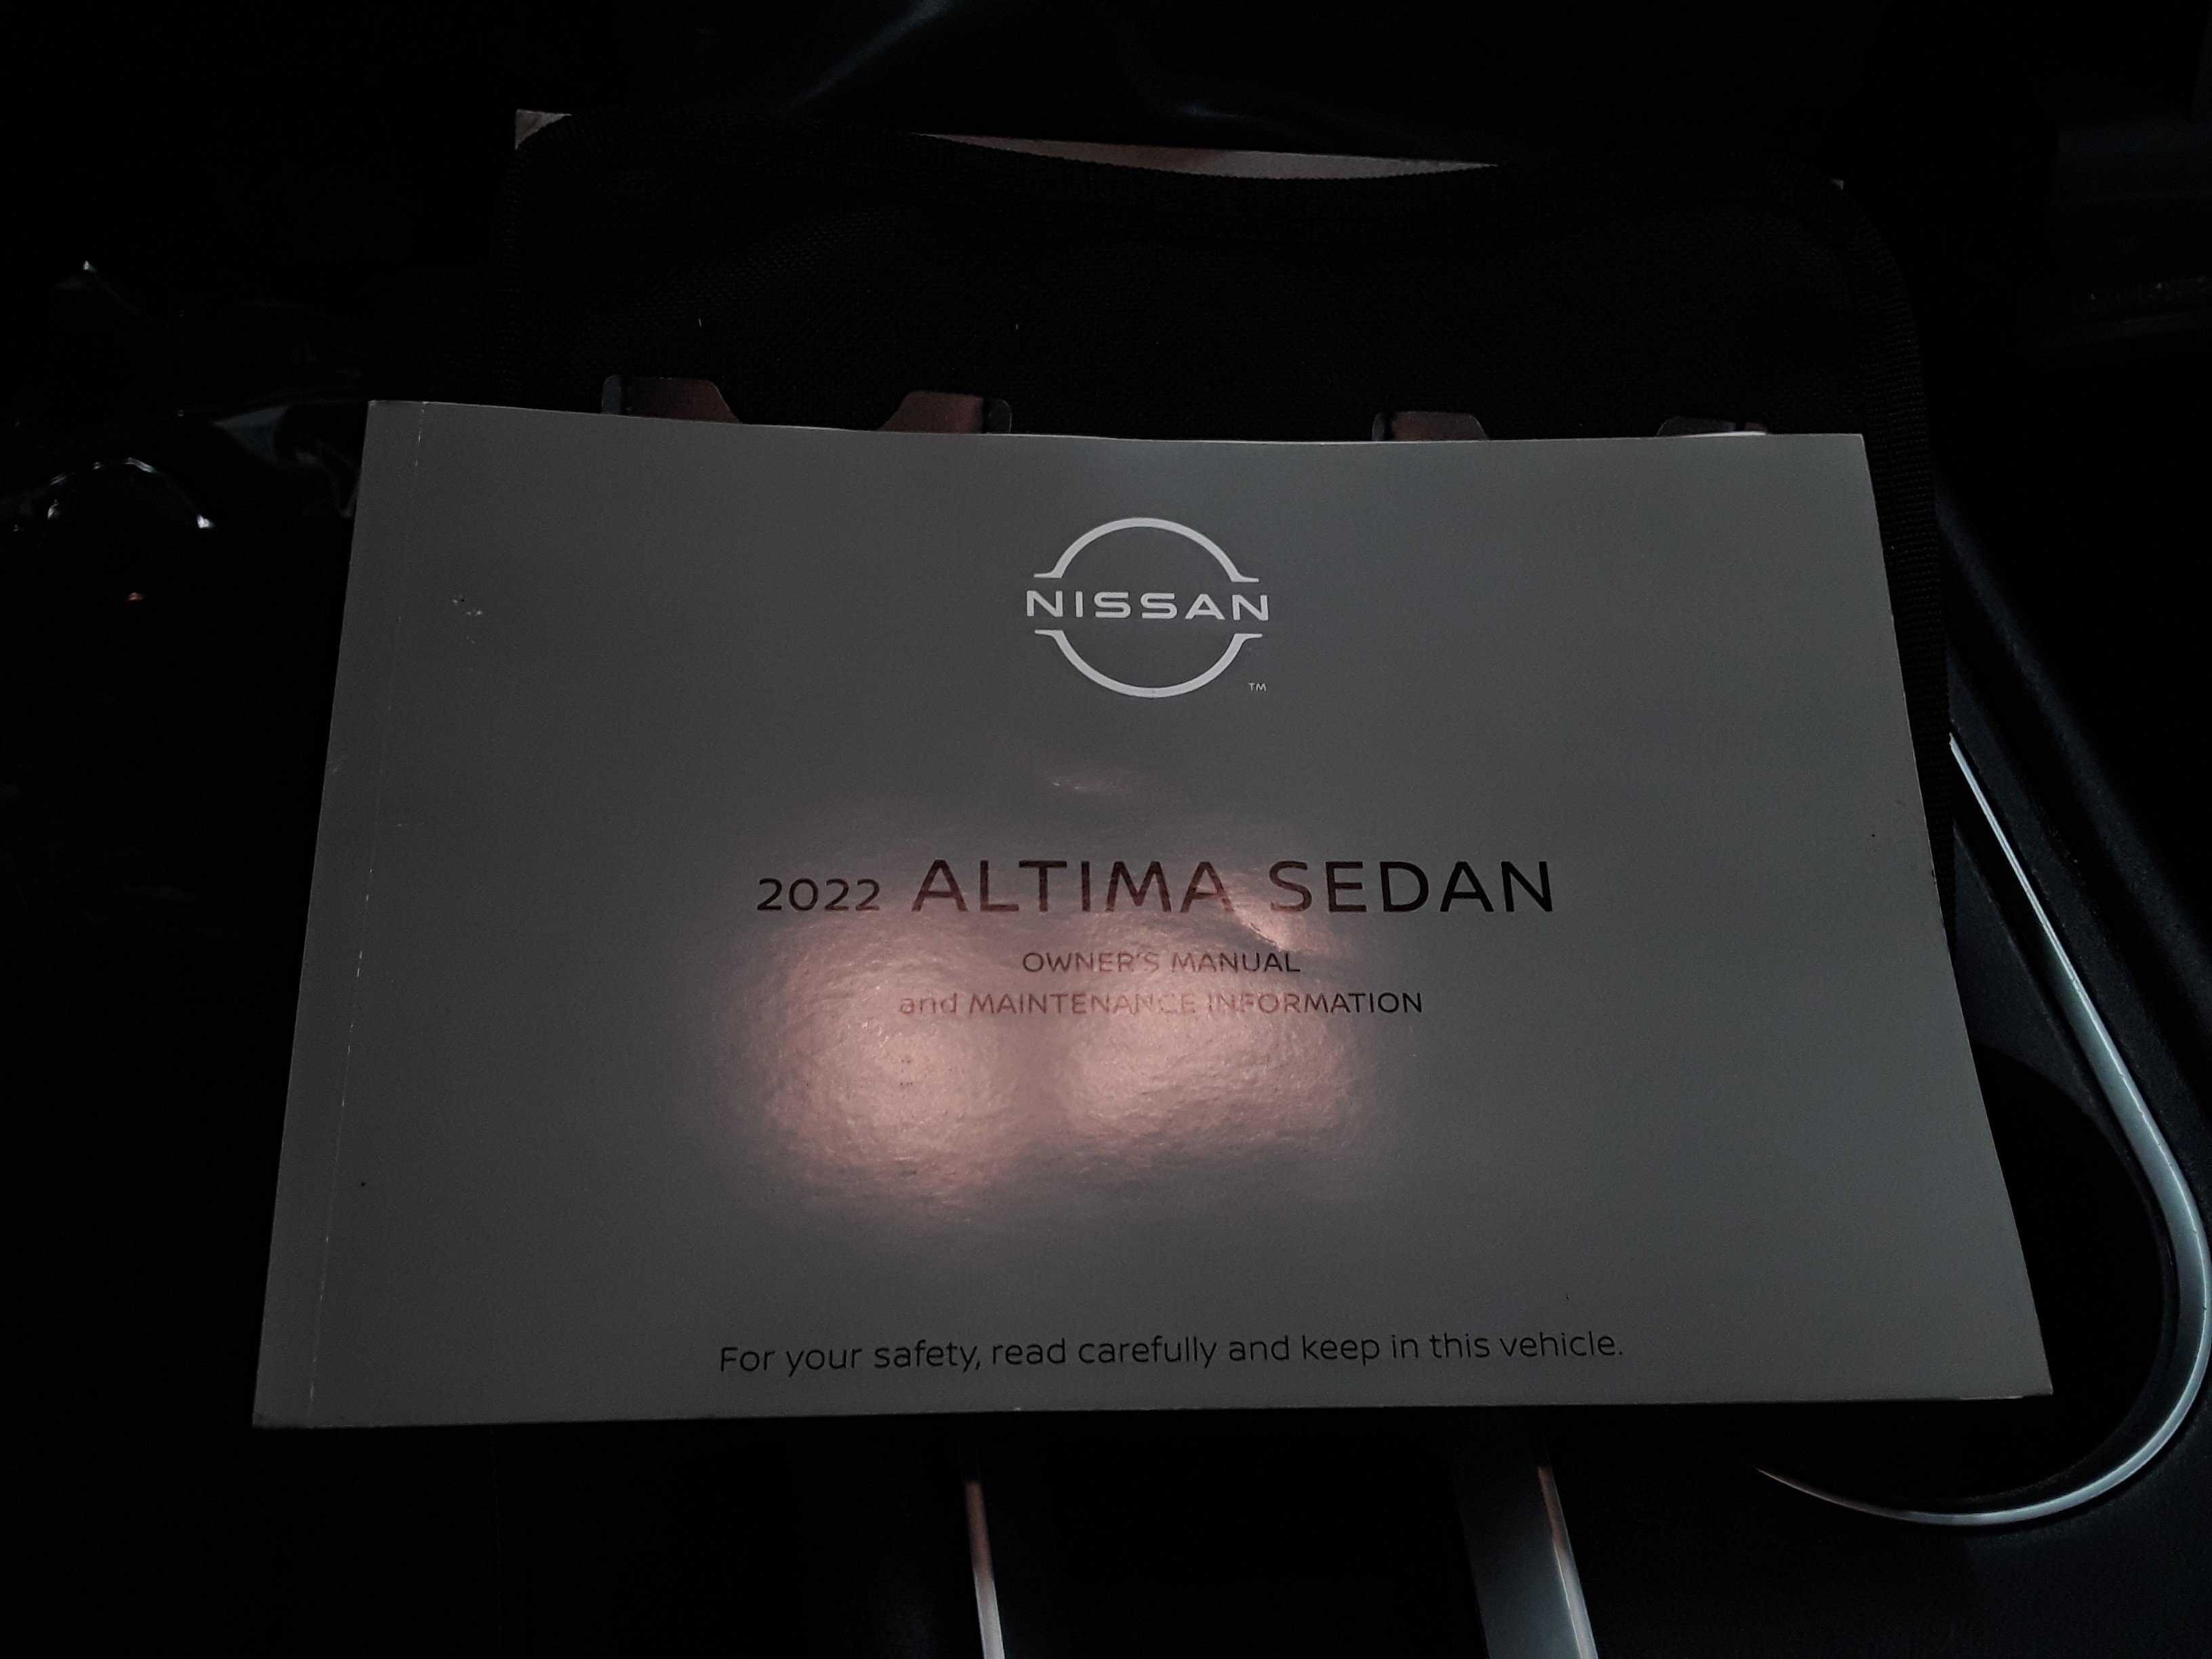 NISSAN
TM
2022 ALTIMA SEDAN
OWNER'S MANUAL
and MAINTENANCE INFORMATION
For your safety, read carefully and keep in this vehicle.